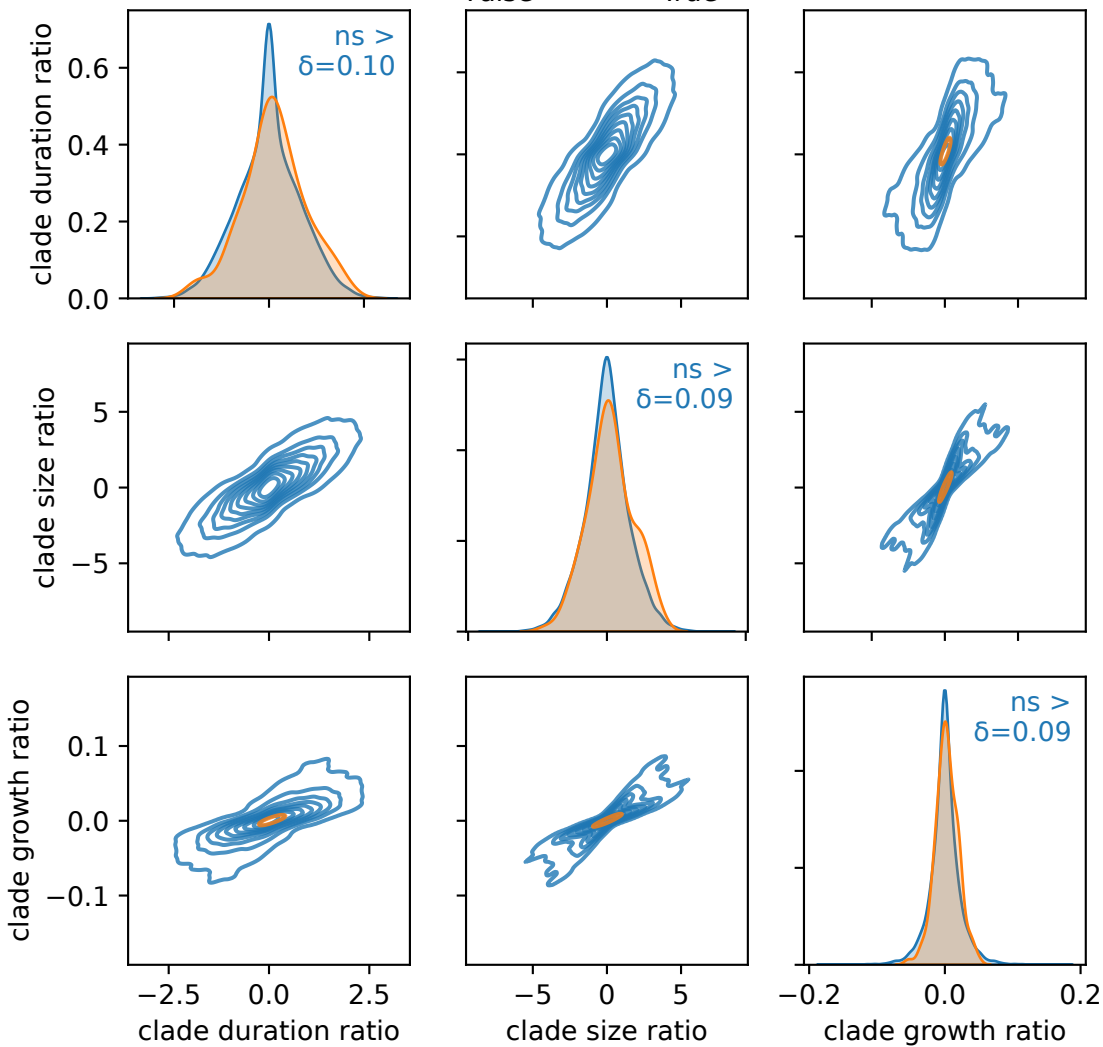 clade duration ratio
0.6
0.4
0.2
0.0
ns >
δ=0.10
clade size ratio
5
0
−5
ns >
δ=0.09
clade growth ratio
0.1
0.0
−0.1
ns >
δ=0.09
−2.5 0.0 2.5
−5 0 5
−0.2 0.0 0.2
clade duration ratio
clade size ratio
clade growth ratio